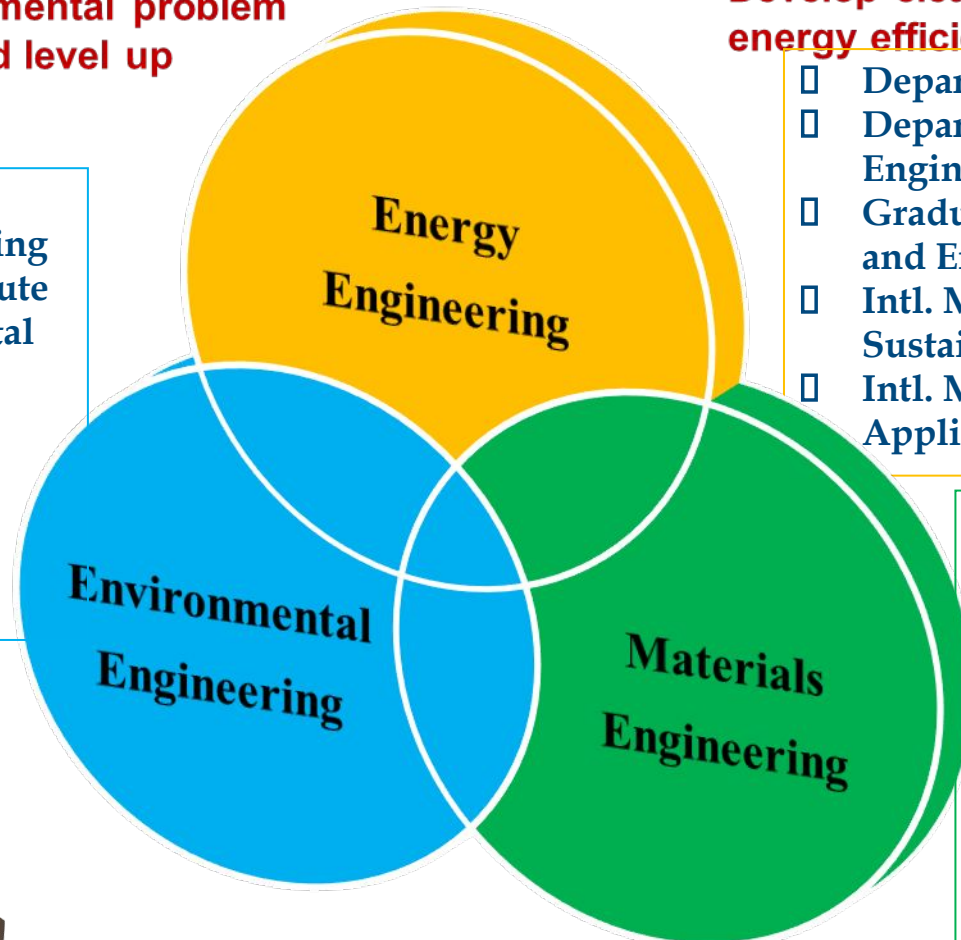 mental problem
d level up
energy efficie
ing
ute
tal
Depar
Depar
Engin
Gradu
and E
Intl. M
Sustai
Intl. M
Appli
Energy
Engineering
Environmental
Engineering
Materials
Engineering